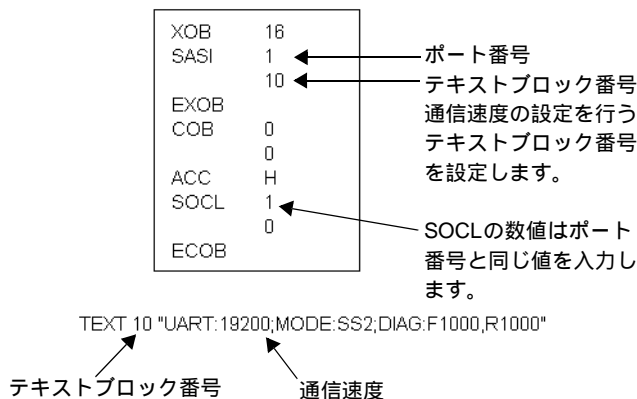 XOB 16
SASI 1
10
EXOB
COB 0
0
ACC H
SOCL 1
0
ECOB
ポート番号
テキストブロック番号
通信速度の設定を行う
テキストブロック番号
を設定します。
SOCLの数値はポート
番号と同じ値を入力し
ます。
TEXT 10 "UART:19200;MODE:SS2;DIAG:F1000,R1000"
テキストブロック番号
通信速度